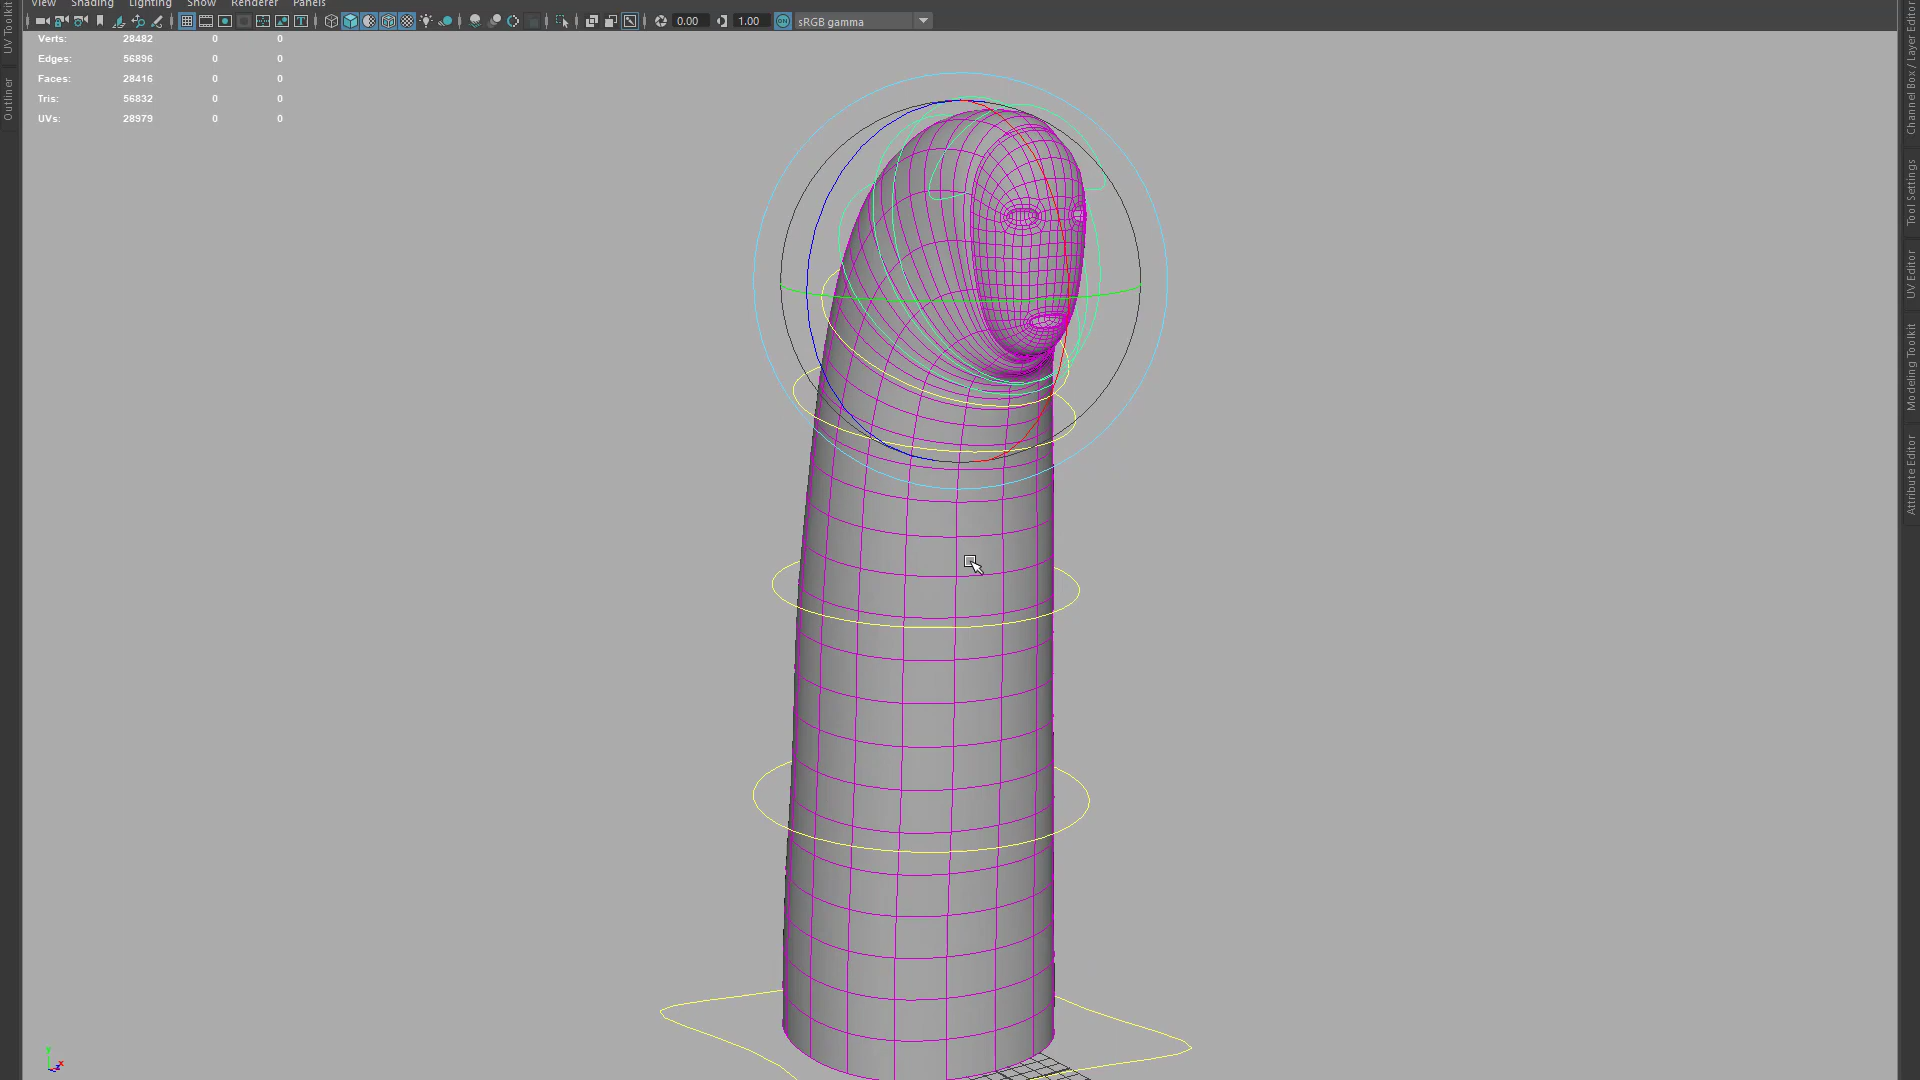 View Shading Lighting Show Renderer Panels
0.00 1.00 ON sRGB gamma
Verts: 28482 0 0
Edges: 56896 0 0
Faces: 28416 0 0
Tris: 56832 0 0
UVs: 28979 0 0
UV Toolkit
Outliner
Channel Box / Layer Editor
Tool Settings
UV Editor
Modeling Toolkit
Attribute Editor